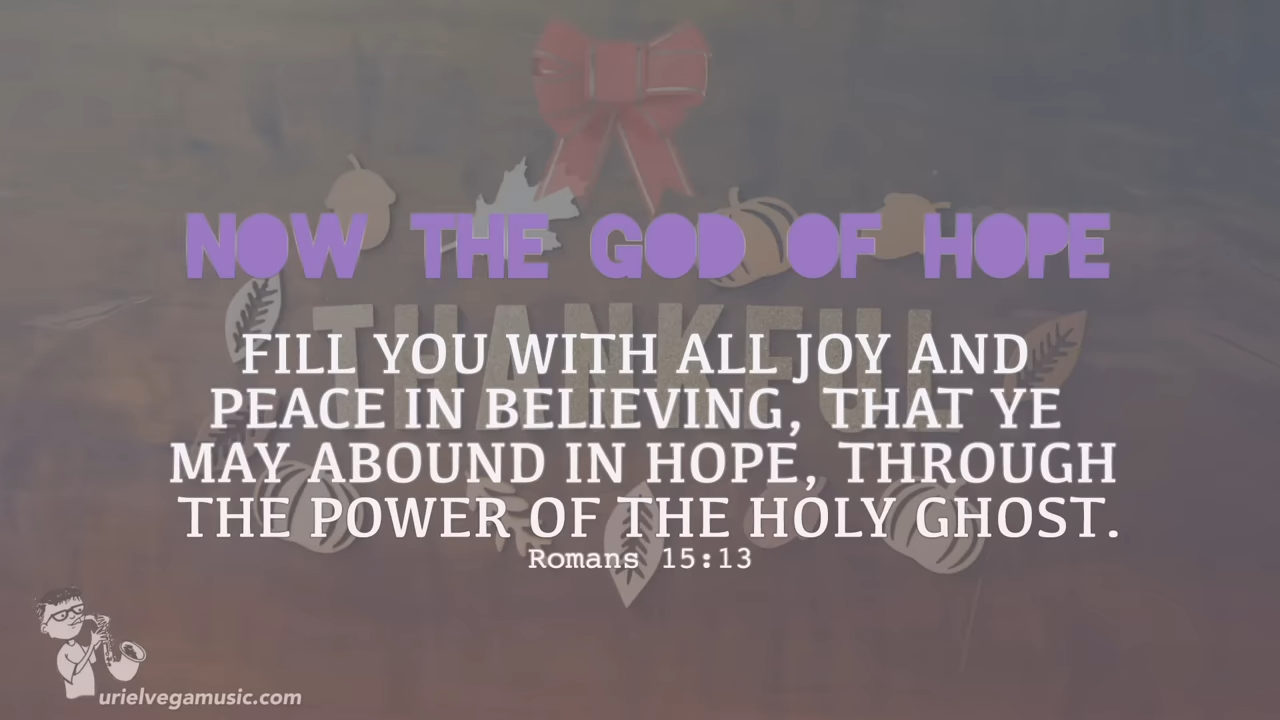 NOW THE GOD OF HOPE
THANKFUL
FILL YOU WITH ALL JOY AND
PEACE IN BELIEVING, THAT YE
MAY ABOUND IN HOPE, THROUGH
THE POWER OF THE HOLY GHOST.
Romans 15:13
urielvegamusic.com